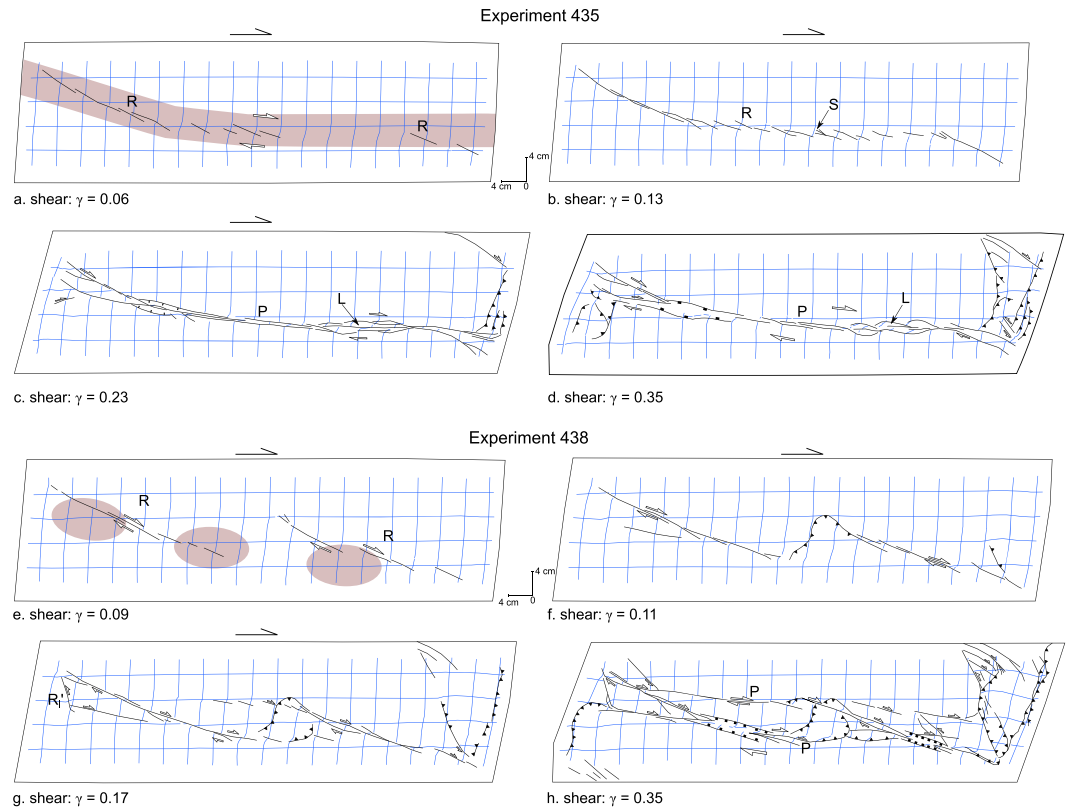 Experiment 435
R
R
4 cm
4 cm 0
a. shear: γ = 0.06
R
S
b. shear: γ = 0.13
P
L
c. shear: γ = 0.23
P
L
d. shear: γ = 0.35
Experiment 438
R
R
4 cm
4 cm 0
e. shear: γ = 0.09
f. shear: γ = 0.11
R'l
g. shear: γ = 0.17
P
P
h. shear: γ = 0.35